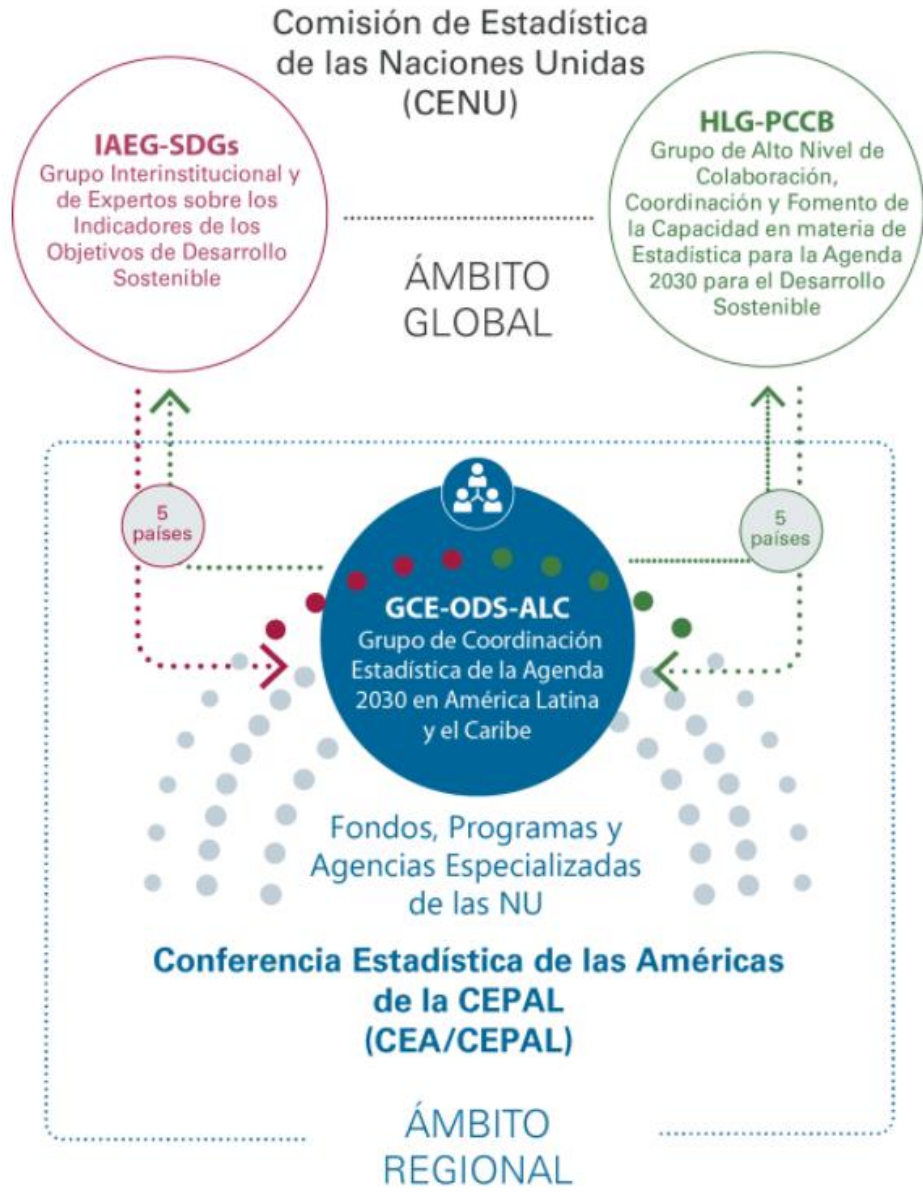 Comisión de Estadística
de las Naciones Unidas
(CENU)
IAEG-SDGs
Grupo Interinstitucional y
de Expertos sobre los
Indicadores de los
Objetivos de Desarrollo
Sostenible
HLG-PCCB
Grupo de Alto Nivel de
Colaboración,
Coordinación y Fomento de
la Capacidad en materia de
Estadística para la Agenda
2030 para el Desarrollo
Sostenible
ÁMBITO
GLOBAL
5
países
5
países
GCE-ODS-ALC
Grupo de Coordinación
Estadística de la Agenda
2030 en América Latina
y el Caribe
Fondos, Programas y
Agencias Especializadas
de las NU
Conferencia Estadística de las Américas
de la CEPAL
(CEA/CEPAL)
ÁMBITO
REGIONAL